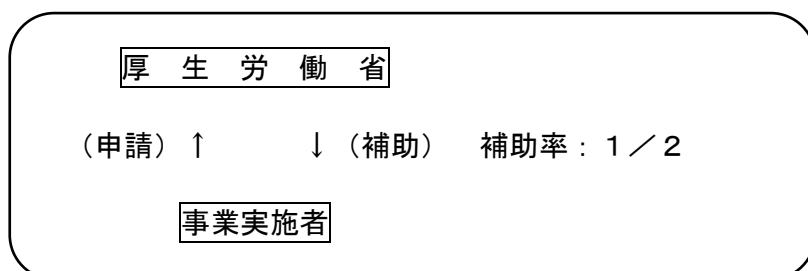 厚 生 労 働 省
（申請）↑ ↓（補助） 補助率：１／２
事業実施者